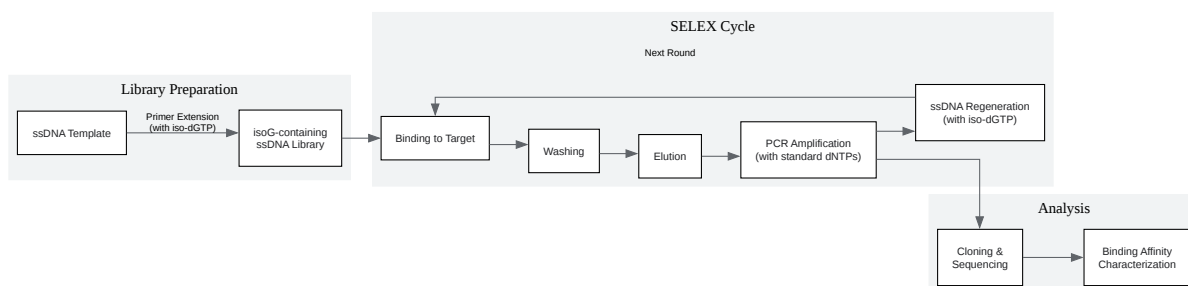 SELEX Cycle
Next Round
Library Preparation
ssDNA Template
Primer Extension
(with iso-dGTP)
isoG-containing
ssDNA Library
Binding to Target
Washing
Elution
PCR Amplification
(with standard dNTPs)
ssDNA Regeneration
(with iso-dGTP)
Analysis
Cloning &
Sequencing
Binding Affinity
Characterization